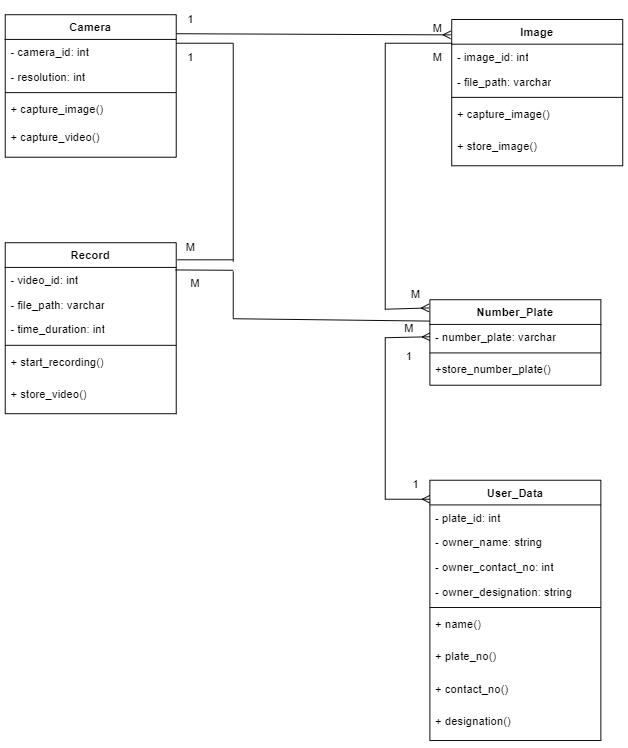 Camera
- camera_id: int
- resolution: int
+ capture_image()
+ capture_video()
1
1
M
M
Image
- image_id: int
- file_path: varchar
+ capture_image()
+ store_image()
M
M
Record
- video_id: int
- file_path: varchar
- time_duration: int
+ start_recording()
+ store_video()
M
M
1
Number_Plate
- number_plate: varchar
+store_number_plate()
1
User_Data
- plate_id: int
- owner_name: string
- owner_contact_no: int
- owner_designation: string
+ name()
+ plate_no()
+ contact_no()
+ designation()